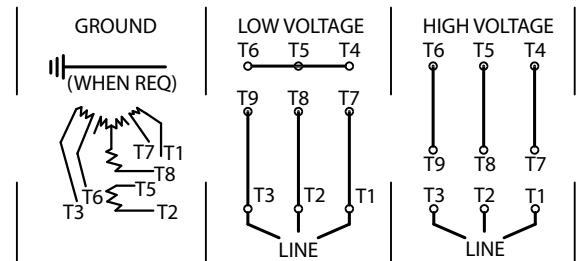 GROUND
(WHEN REQ)
T7 T1
T8
T6 T5
T3 T2
LOW VOLTAGE
T6 T5 T4
T9 T8 T7
T3 T2 T1
LINE
HIGH VOLTAGE
T6 T5 T4
T9 T8 T7
T3 T2 T1
LINE